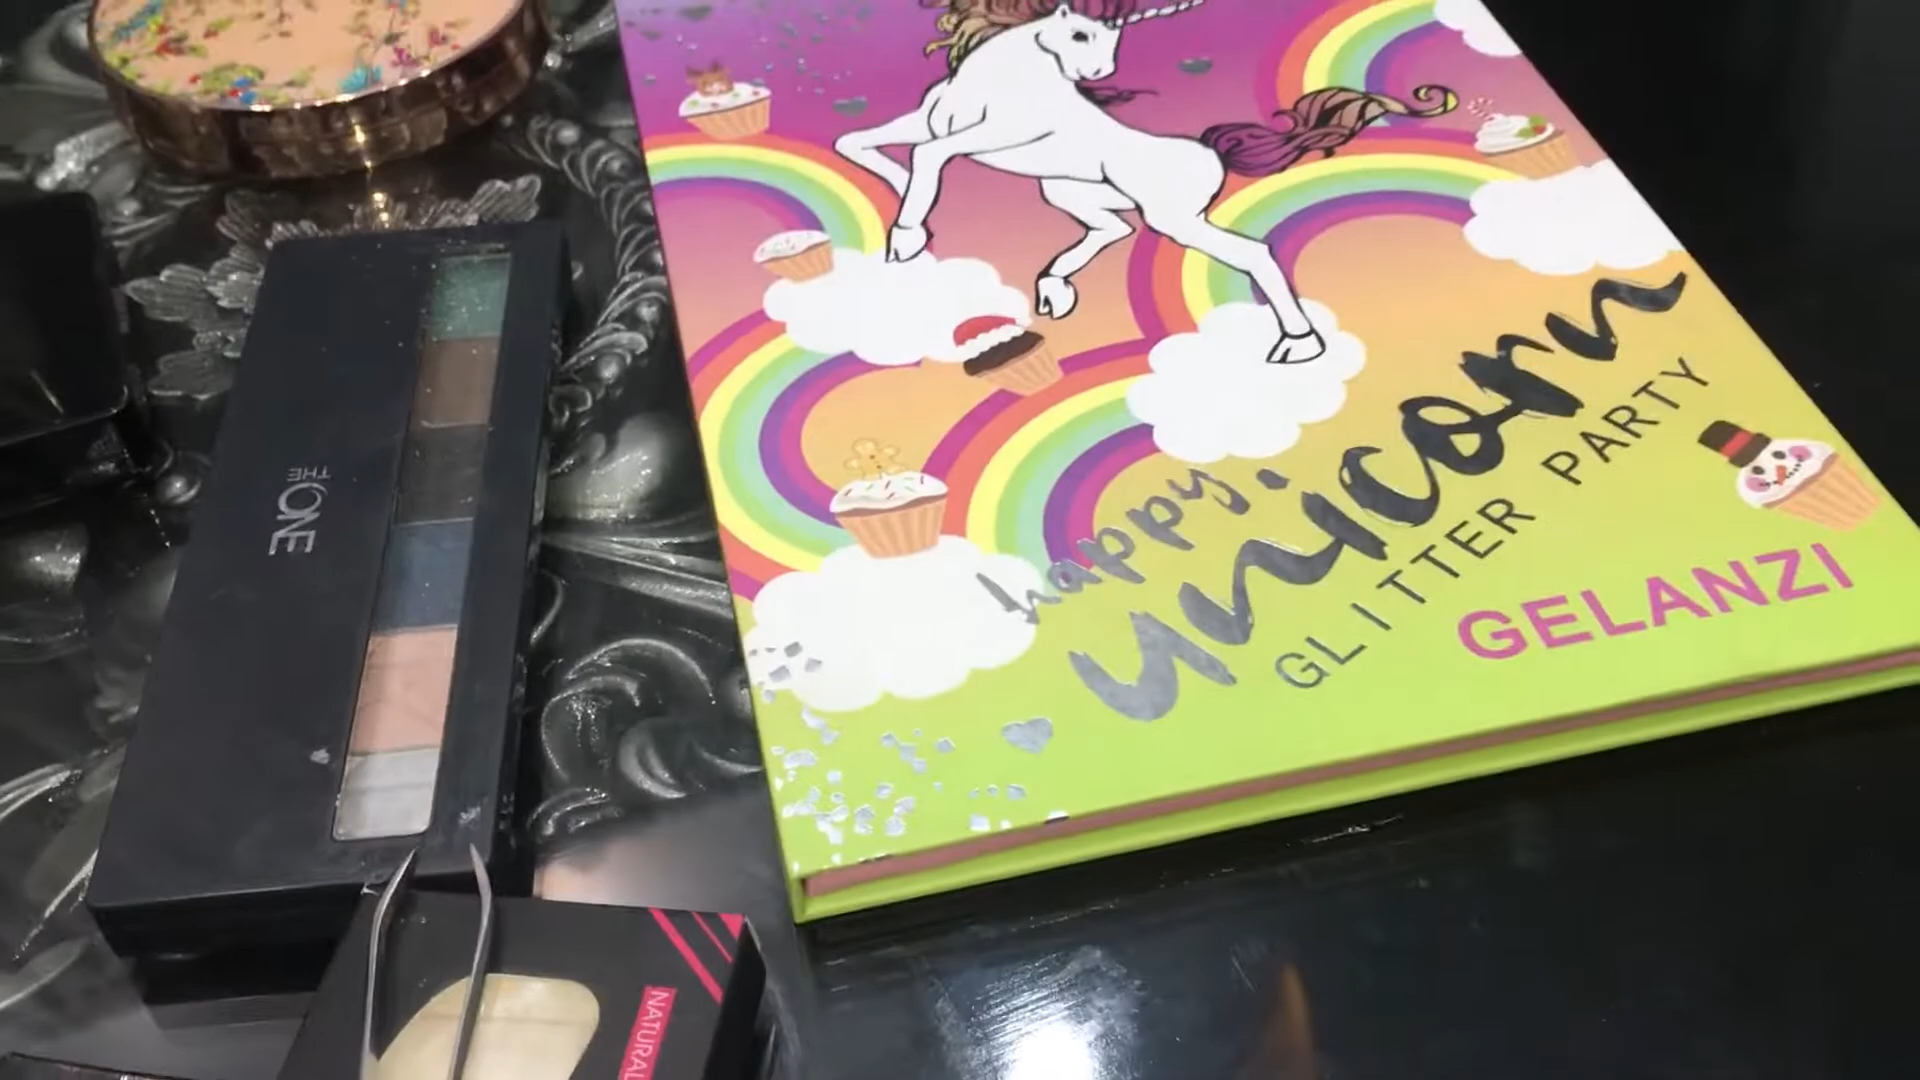 THE
ONE
happy
unicorn
GLITTER PARTY
GELANZI
NATURAL